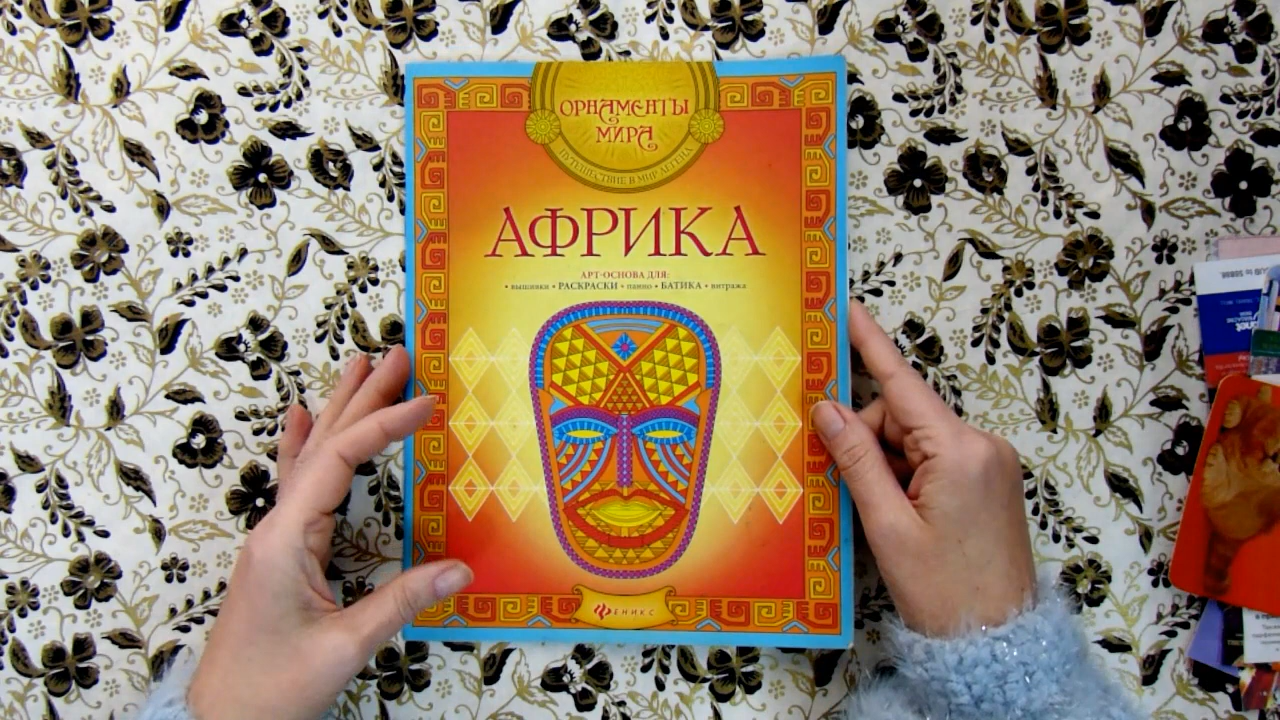 ОРНАМЕНТЫ
МИРА
ПУТЕШЕСТВИЕ В МИР ЛЕГЕНД
АФРИКА
АРТ-ОСНОВА ДЛЯ:
• вышивки • РАСКРАСКИ • панно • БАТИКА • витража
ФЕНИКС